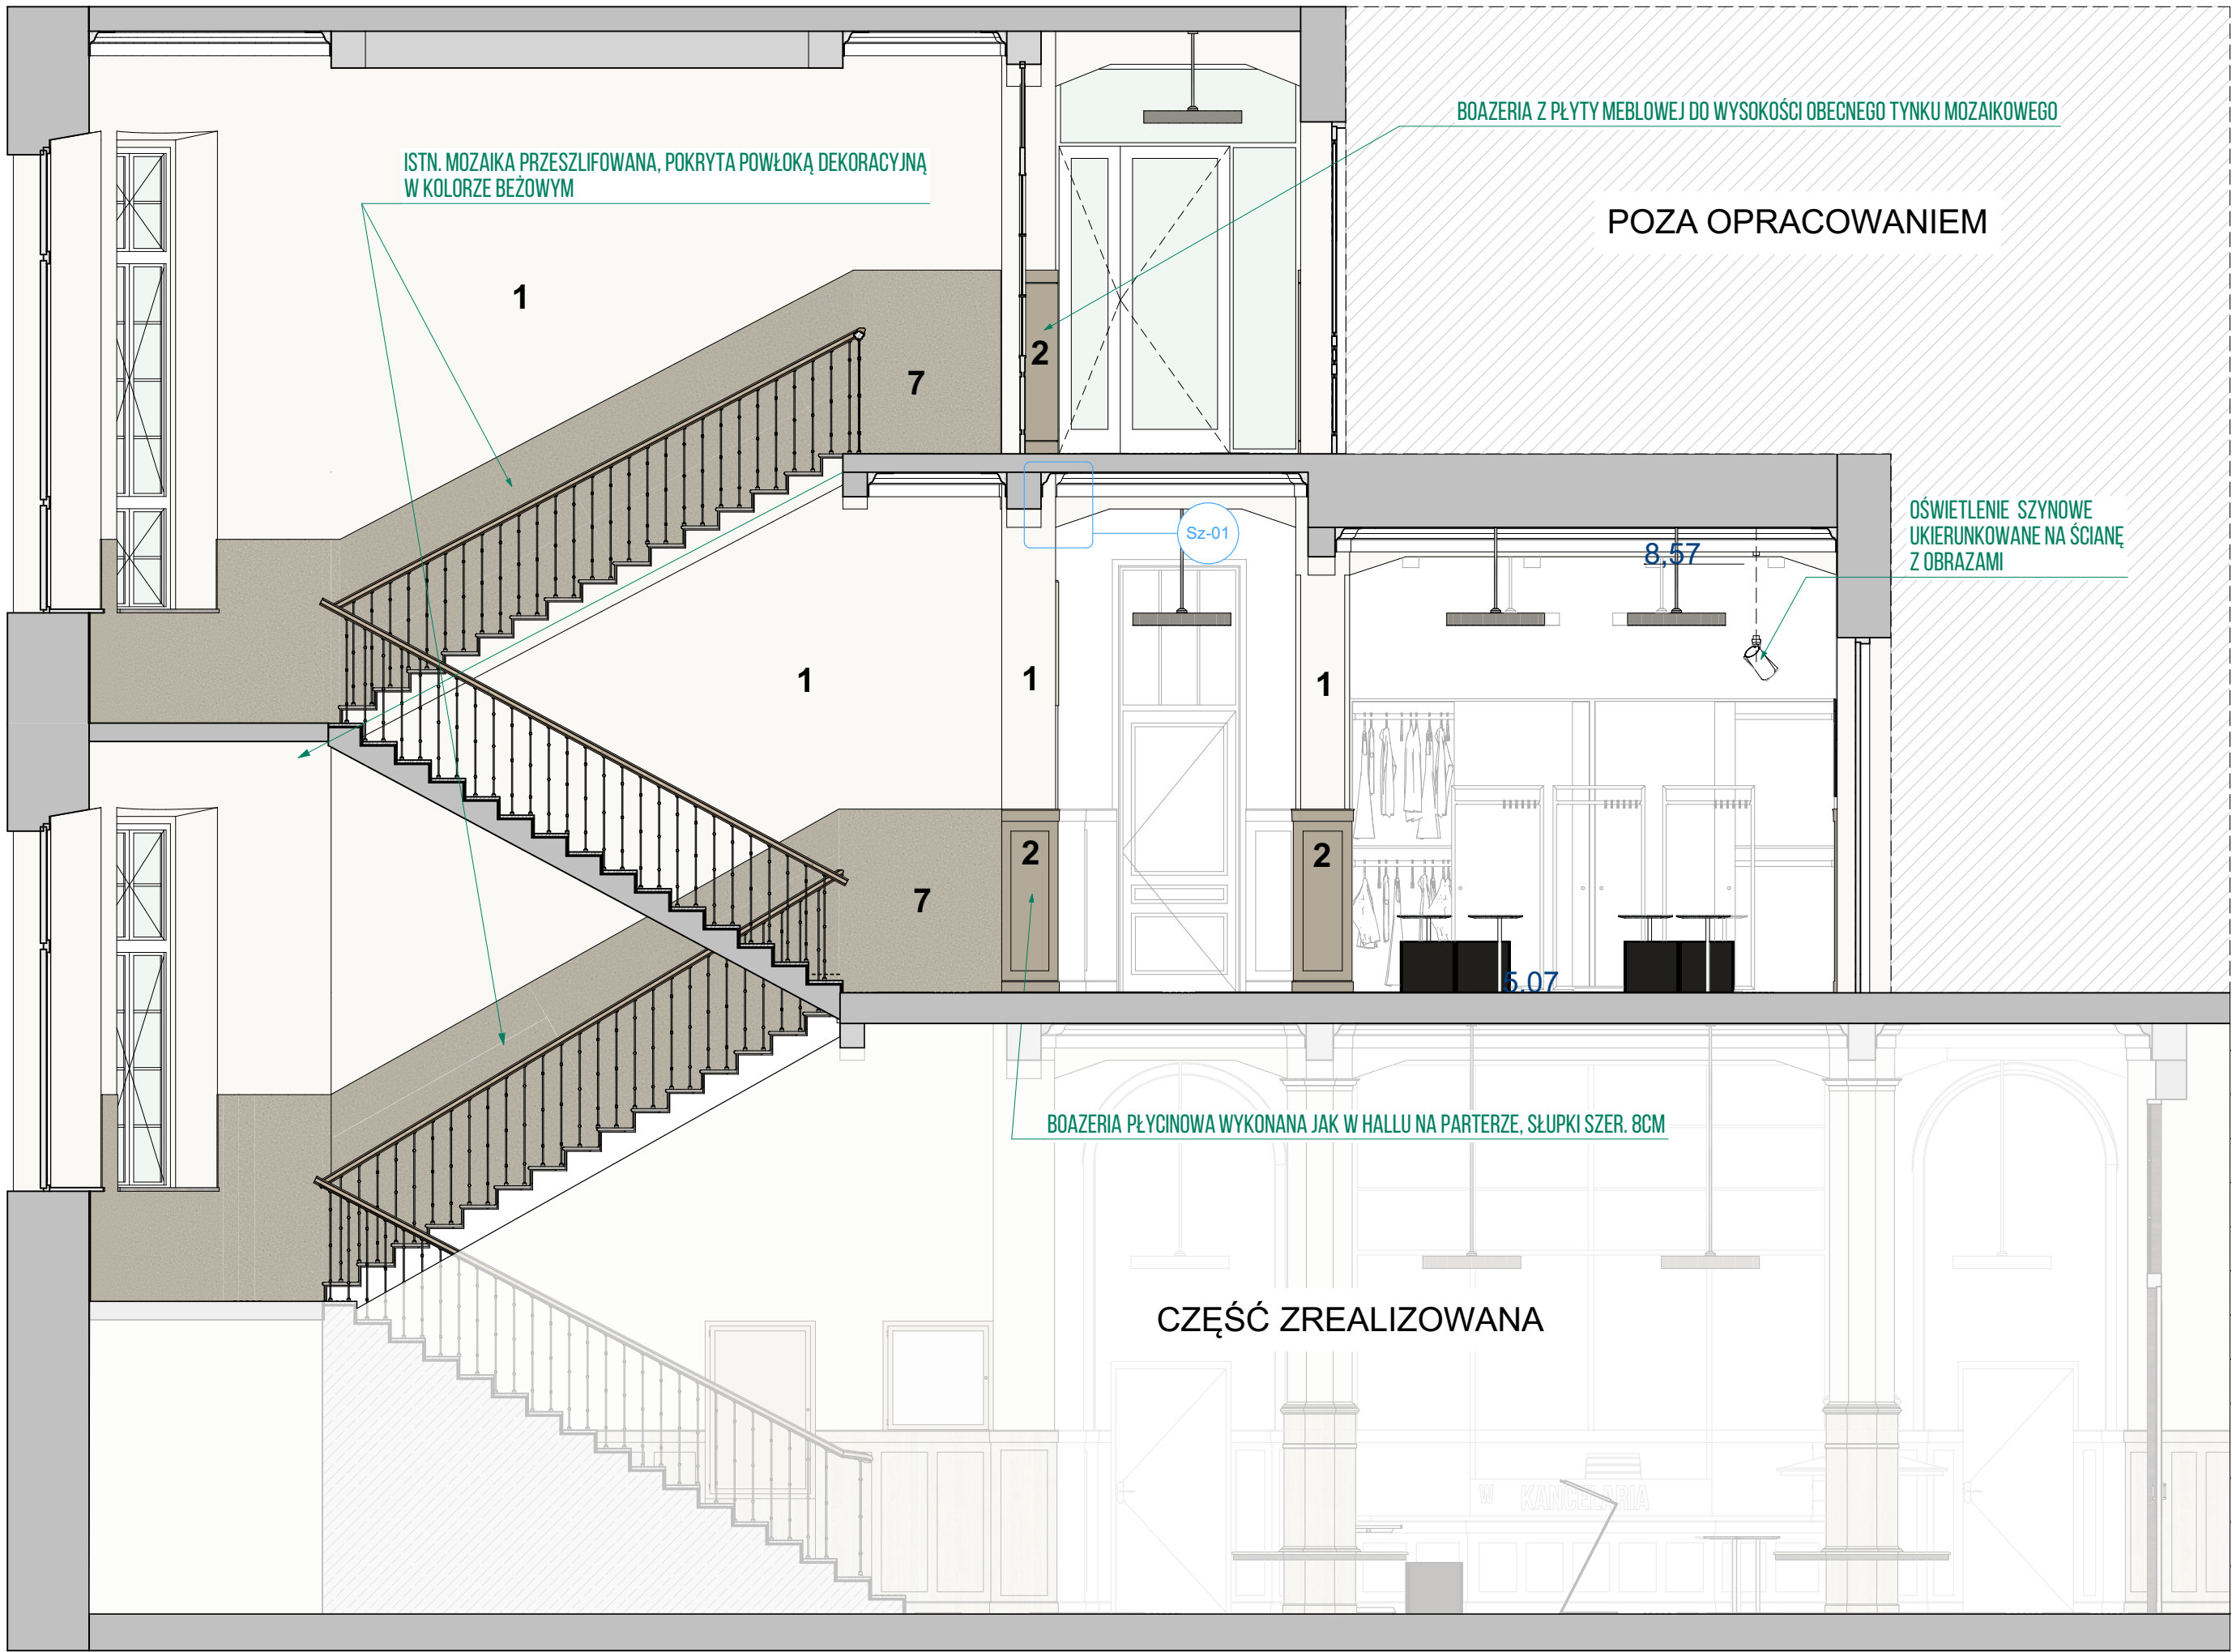 BOAZERIA Z PŁYTY MEBLOWEJ DO WYSOKOŚCI OBECNEGO TYNKU MOZAIKOWEGO
ISTN. MOZAIKA PRZESZLIFOWANA, POKRYTA POWŁOKĄ DEKORACYJNĄ
W KOLORZE BEŻOWYM
POZA OPRACOWANIEM
1
2
7
OŚWIETLENIE SZYNOWE
UKIERUNKOWANE NA ŚCIANĘ
Z OBRAZAMI
Sz-01
8,57
1
1
1
2
2
7
5,07
BOAZERIA PŁYCINOWA WYKONANA JAK W HALLU NA PARTERZE, SŁUPKI SZER. 8CM
CZĘŚĆ ZREALIZOWANA
W KANCELARIA